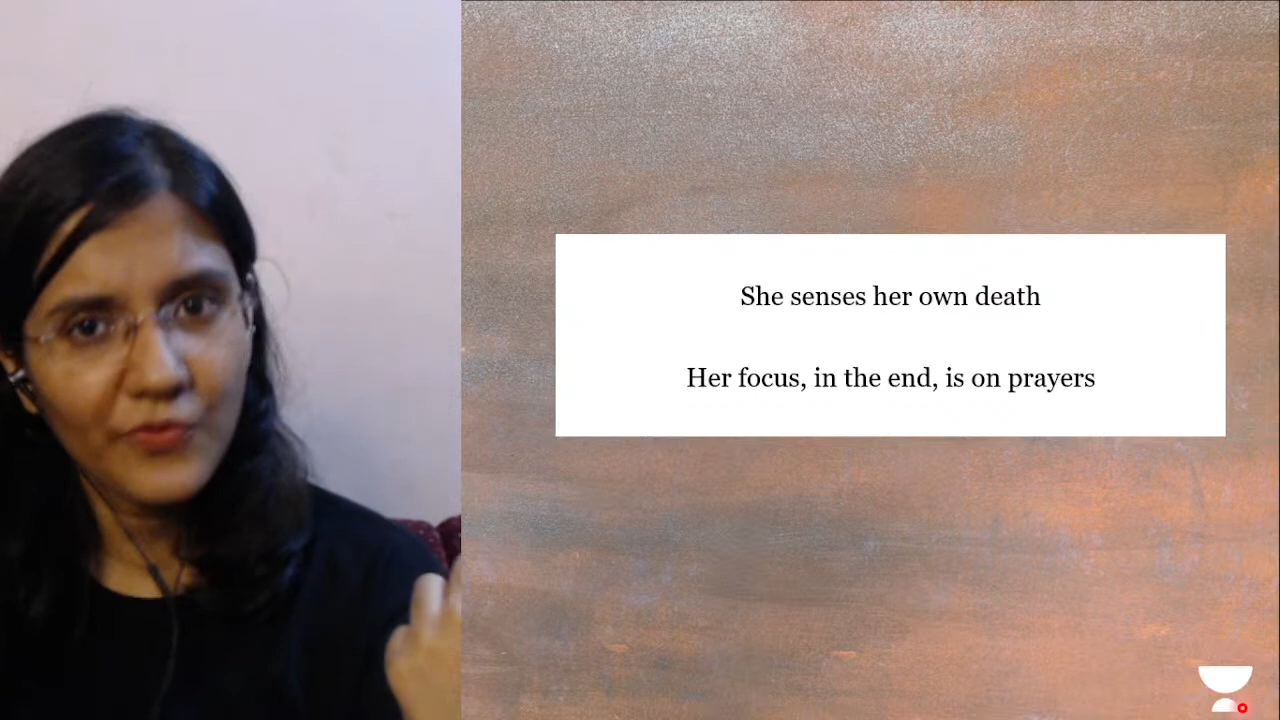 She senses her own death
Her focus, in the end, is on prayers